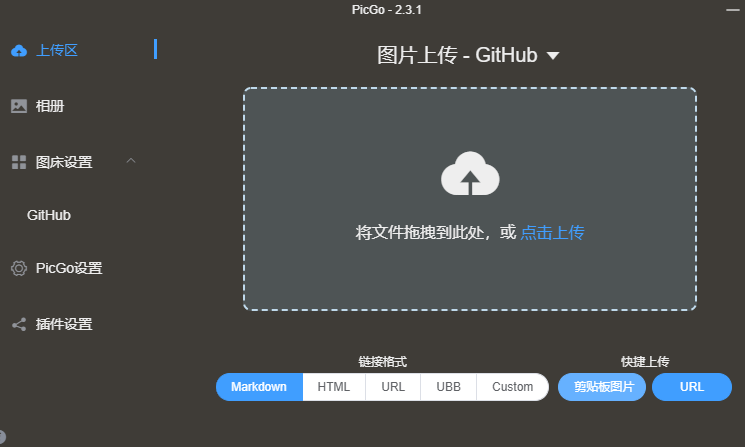 PicGo - 2.3.1
上传区
相册
图床设置
GitHub
PicGo设置
插件设置
图片上传 - GitHub
将文件拖拽到此处，或 点击上传
链接格式
Markdown HTML URL UBB Custom
快捷上传
剪贴板图片 URL